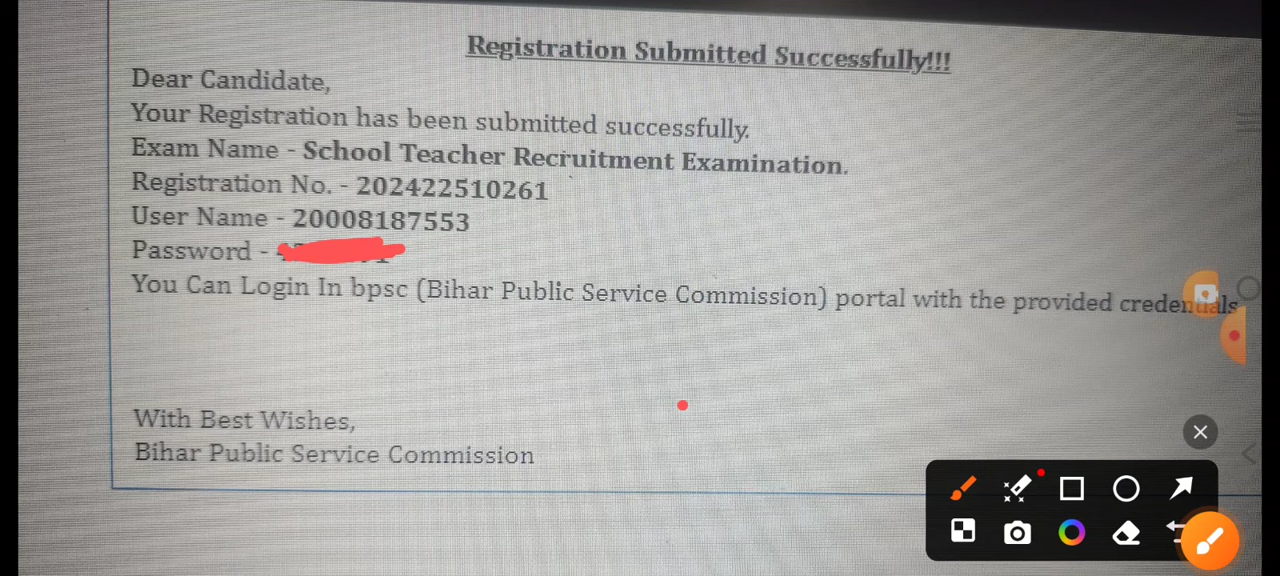 Registration Submitted Successfully!!!
Dear Candidate,
Your Registration has been submitted successfully.
Exam Name - School Teacher Recruitment Examination.
Registration No. - 202422510261
User Name - 20008187553
Password -
You Can Login In bpsc (Bihar Public Service Commission) portal with the provided credentials
With Best Wishes,
Bihar Public Service Commission